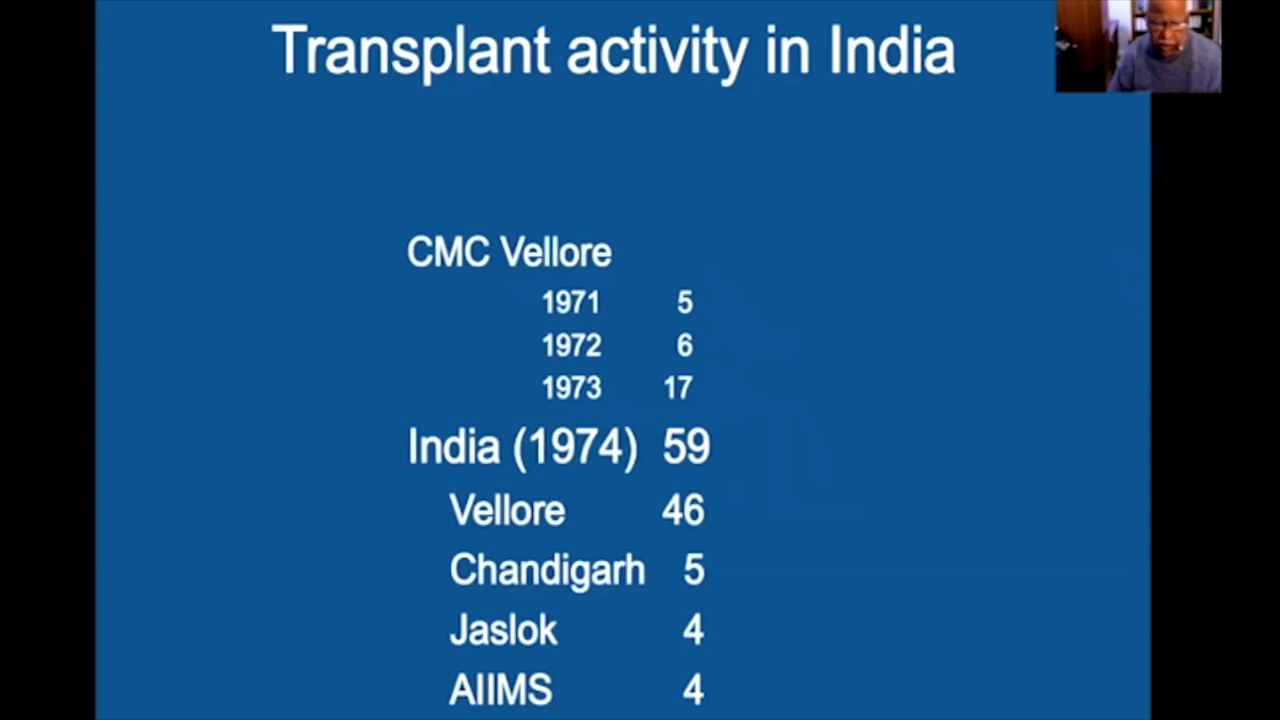 Transplant activity in India
CMC Vellore
1971 5
1972 6
1973 17
India (1974) 59
Vellore 46
Chandigarh 5
Jaslok 4
AIIMS 4